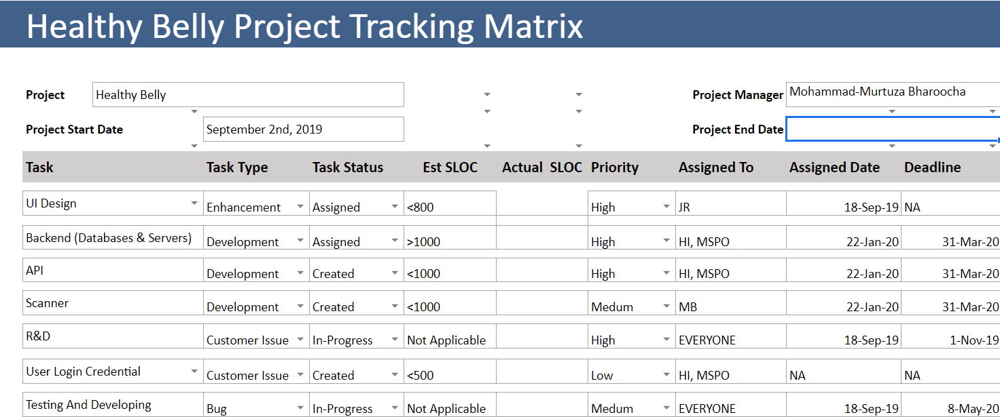 Healthy Belly Project Tracking Matrix
Project Healthy Belly Project Manager Mohammad-Murtuza Bharoocha
Project Start Date September 2nd, 2019 Project End Date
Task Task Type Task Status Est SLOC Actual SLOC Priority Assigned To Assigned Date Deadline
UI Design Enhancement Assigned <800 High JR 18-Sep-19 NA
Backend (Databases & Servers) Development Assigned >1000 High HI, MSPO 22-Jan-20 31-Mar-20
API Development Created <1000 High HI, MSPO 22-Jan-20 31-Mar-20
Scanner Development Created <1000 Medum MB 22-Jan-20 31-Mar-20
R&D Customer Issue In-Progress Not Applicable High EVERYONE 18-Sep-19 1-Nov-19
User Login Credential Customer Issue Created <500 Low HI, MSPO NA NA
Testing And Developing Bug In-Progress Not Applicable Medum EVERYONE 18-Sep-19 8-May-20